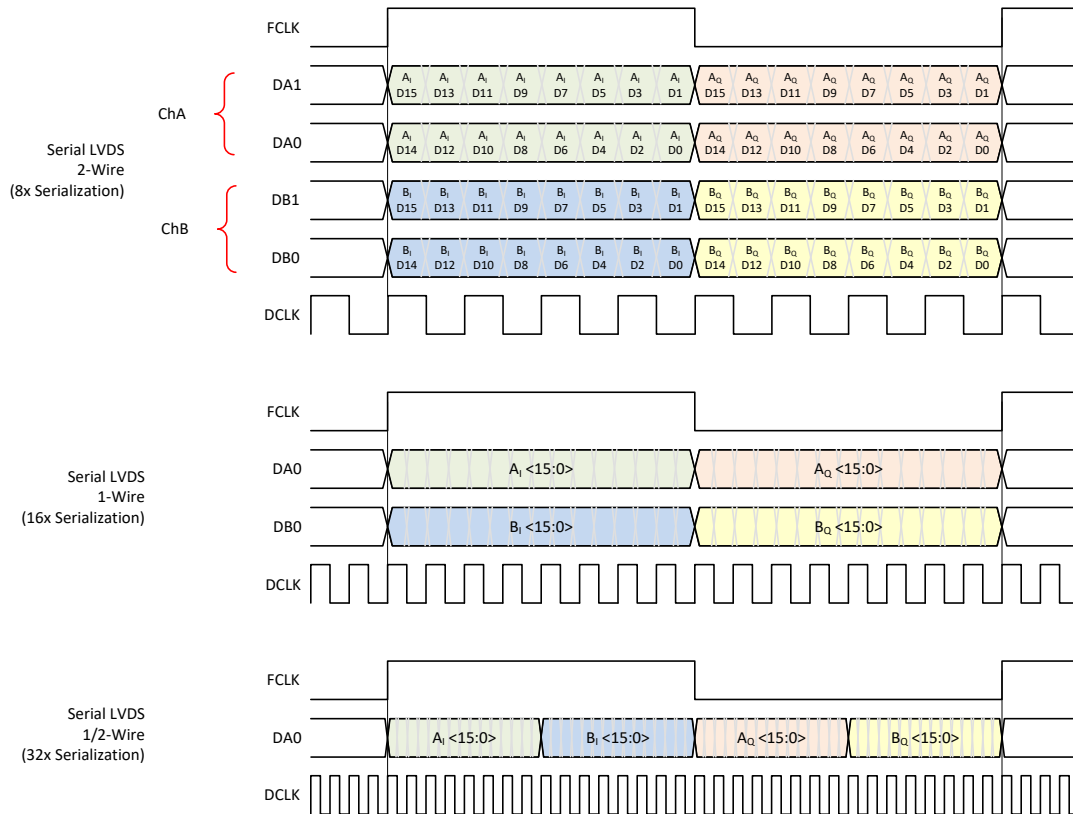 FCLK
DA1
A_I A_I A_I A_I A_I A_I A_I A_I A_Q A_Q A_Q A_Q A_Q A_Q A_Q A_Q
D15 D13 D11 D9 D7 D5 D3 D1 D15 D13 D11 D9 D7 D5 D3 D1
ChA
DA0
A_I A_I A_I A_I A_I A_I A_I A_I A_Q A_Q A_Q A_Q A_Q A_Q A_Q A_Q
D14 D12 D10 D8 D6 D4 D2 D0 D14 D12 D10 D8 D6 D4 D2 D0
Serial LVDS
2-Wire
(8x Serialization)
DB1
B_I B_I B_I B_I B_I B_I B_I B_I B_Q B_Q B_Q B_Q B_Q B_Q B_Q B_Q
D15 D13 D11 D9 D7 D5 D3 D1 D15 D13 D11 D9 D7 D5 D3 D1
ChB
DB0
B_I B_I B_I B_I B_I B_I B_I B_I B_Q B_Q B_Q B_Q B_Q B_Q B_Q B_Q
D14 D12 D10 D8 D6 D4 D2 D0 D14 D12 D10 D8 D6 D4 D2 D0
DCLK
FCLK
Serial LVDS
1-Wire
(16x Serialization)
DA0 A_I <15:0> A_Q <15:0>
DB0 B_I <15:0> B_Q <15:0>
DCLK
FCLK
Serial LVDS
1/2-Wire
(32x Serialization)
DA0 A_I <15:0> B_I <15:0> A_Q <15:0> B_Q <15:0>
DCLK